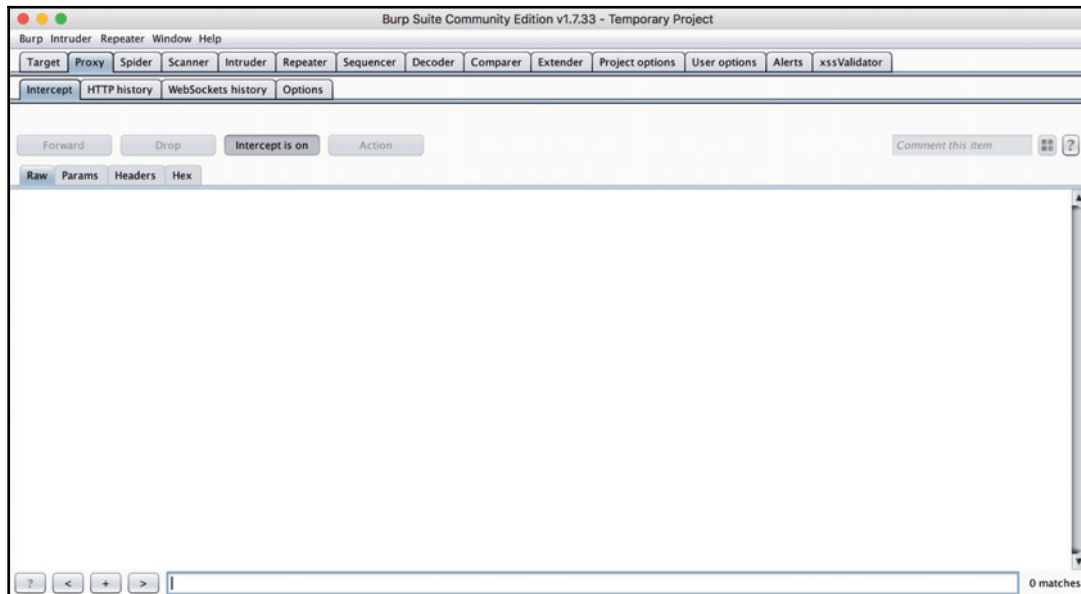 Burp Suite Community Edition v1.7.33 - Temporary Project
Burp Intruder Repeater Window Help
Target Proxy Spider Scanner Intruder Repeater Sequencer Decoder Comparer Extender Project options User options Alerts xssValidator
Intercept HTTP history WebSockets history Options
Forward Drop Intercept is on Action Comment this item ?
Raw Params Headers Hex
? < + > 0 matches